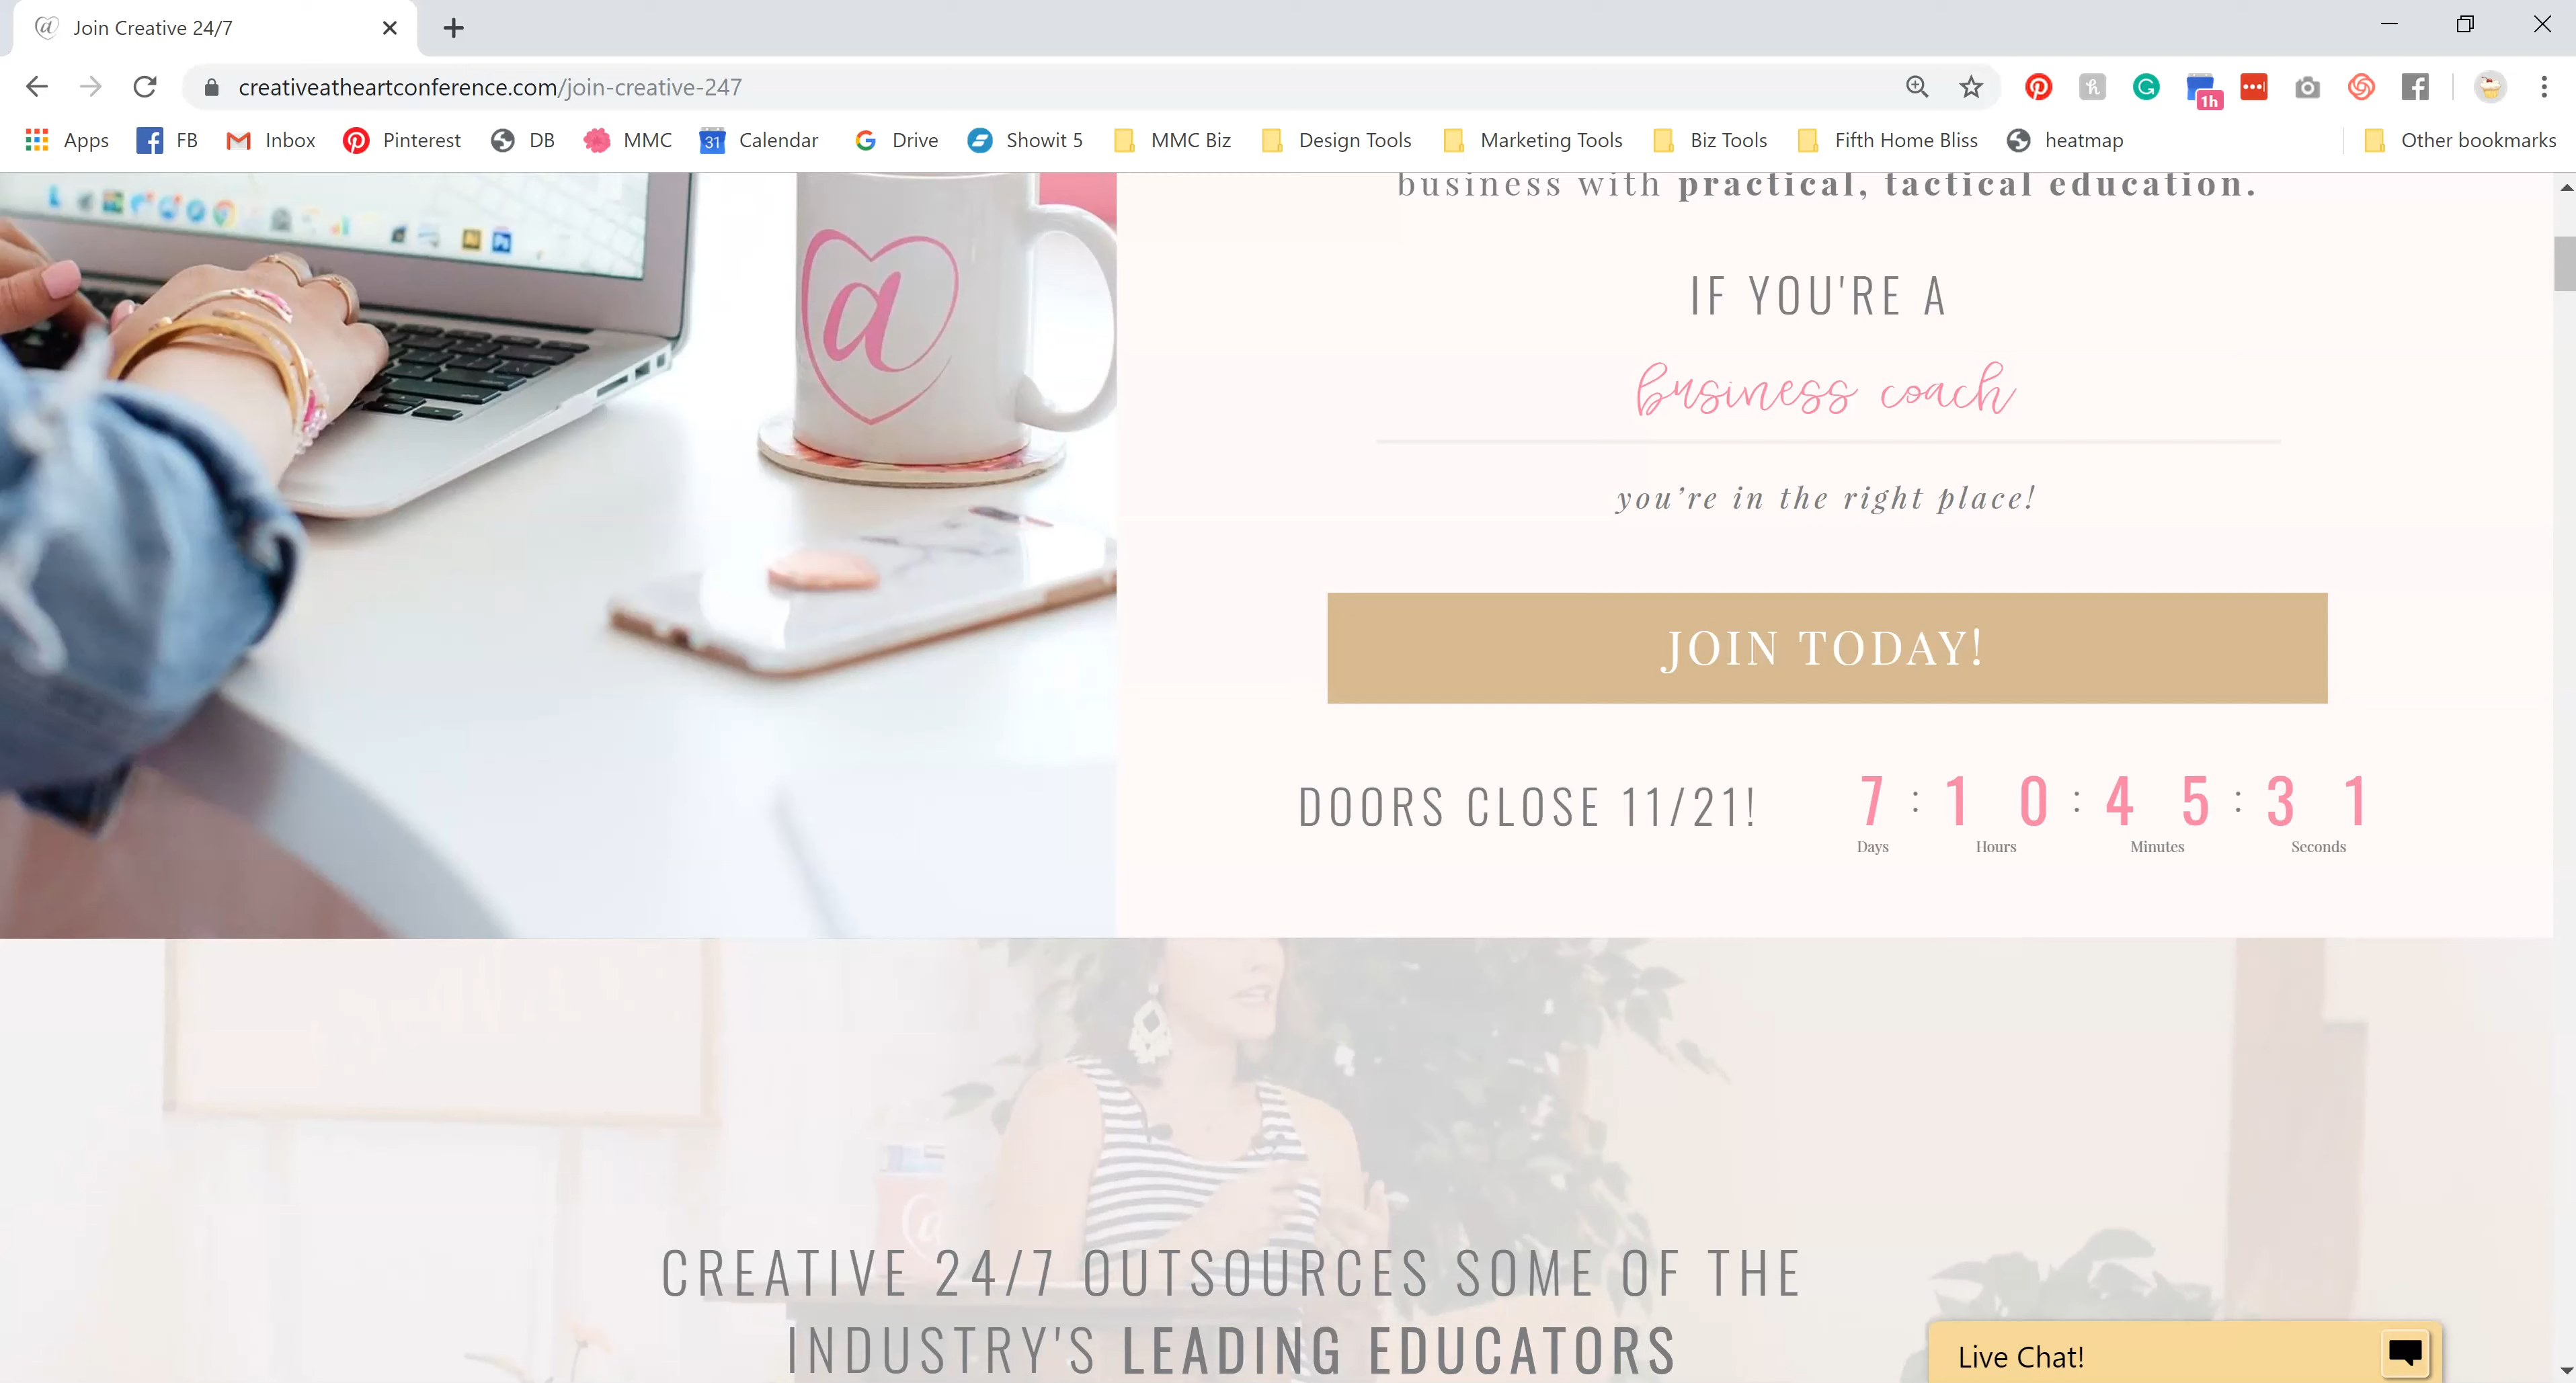 Join Creative 24/7
creativeatheartconference.com/join-creative-247
1h
Apps FB Inbox Pinterest DB MMC 31 Calendar Drive Showit 5 MMC Biz Design Tools Marketing Tools Biz Tools Fifth Home Bliss heatmap Other bookmarks
business with practical, tactical education.
IF YOU'RE A
business coach
you’re in the right place!
JOIN TODAY!
DOORS CLOSE 11/21! 7 : 1 0 : 4 5 : 3 1
Days Hours Minutes Seconds
a
CREATIVE 24/7 OUTSOURCES SOME OF THE
INDUSTRY'S LEADING EDUCATORS
Live Chat!